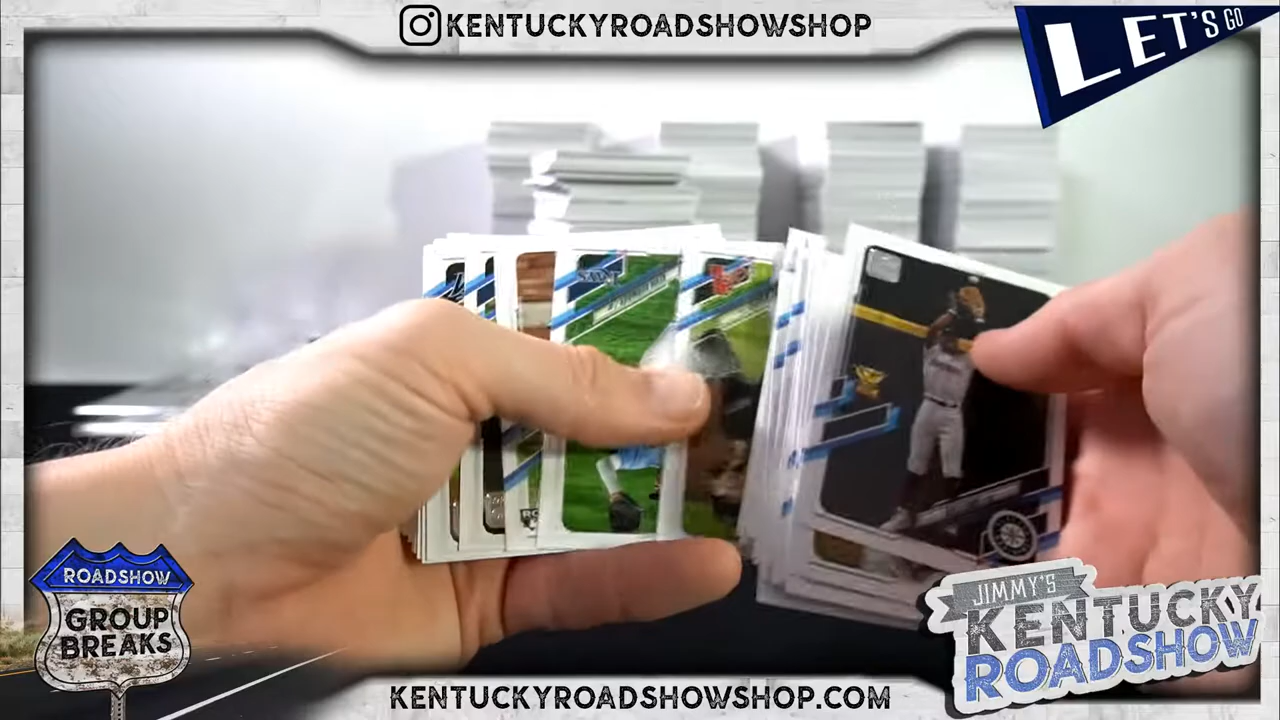 KENTUCKYROADSHOWSHOP
LET'S GO
ROADSHOW
GROUP
BREAKS
JIMMY'S
KENTUCKY
ROADSHOW
KENTUCKYROADSHOWSHOP.COM